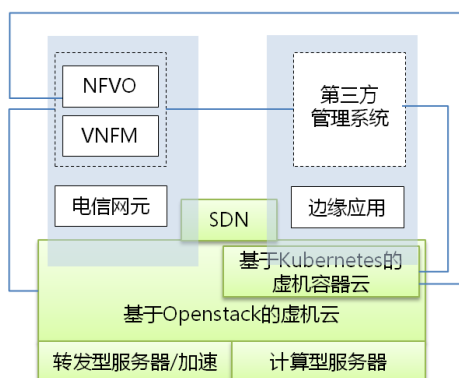 NFVO
VNFM
第三方
管理系统
电信网元
SDN
边缘应用
基于Kubernetes的
虚机容器云
基于Openstack的虚机云
转发型服务器/加速
计算型服务器